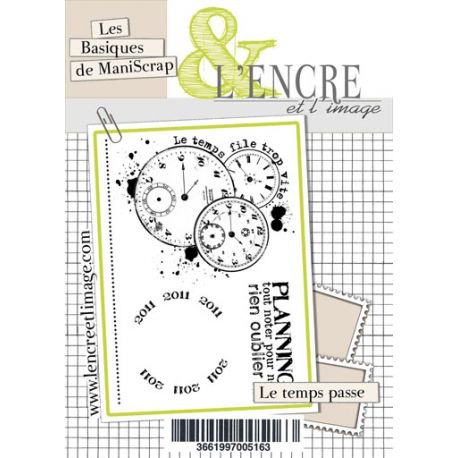 Les
Basiques
de ManiScrap
& L'ENCRE
et l'image
Le temps file trop vite
www.lencreetlimage.com
2011 2011 2011 2011 2011 2011
PLANNING
tout noter pour n
rien oublier
Le temps passe
3661997005163